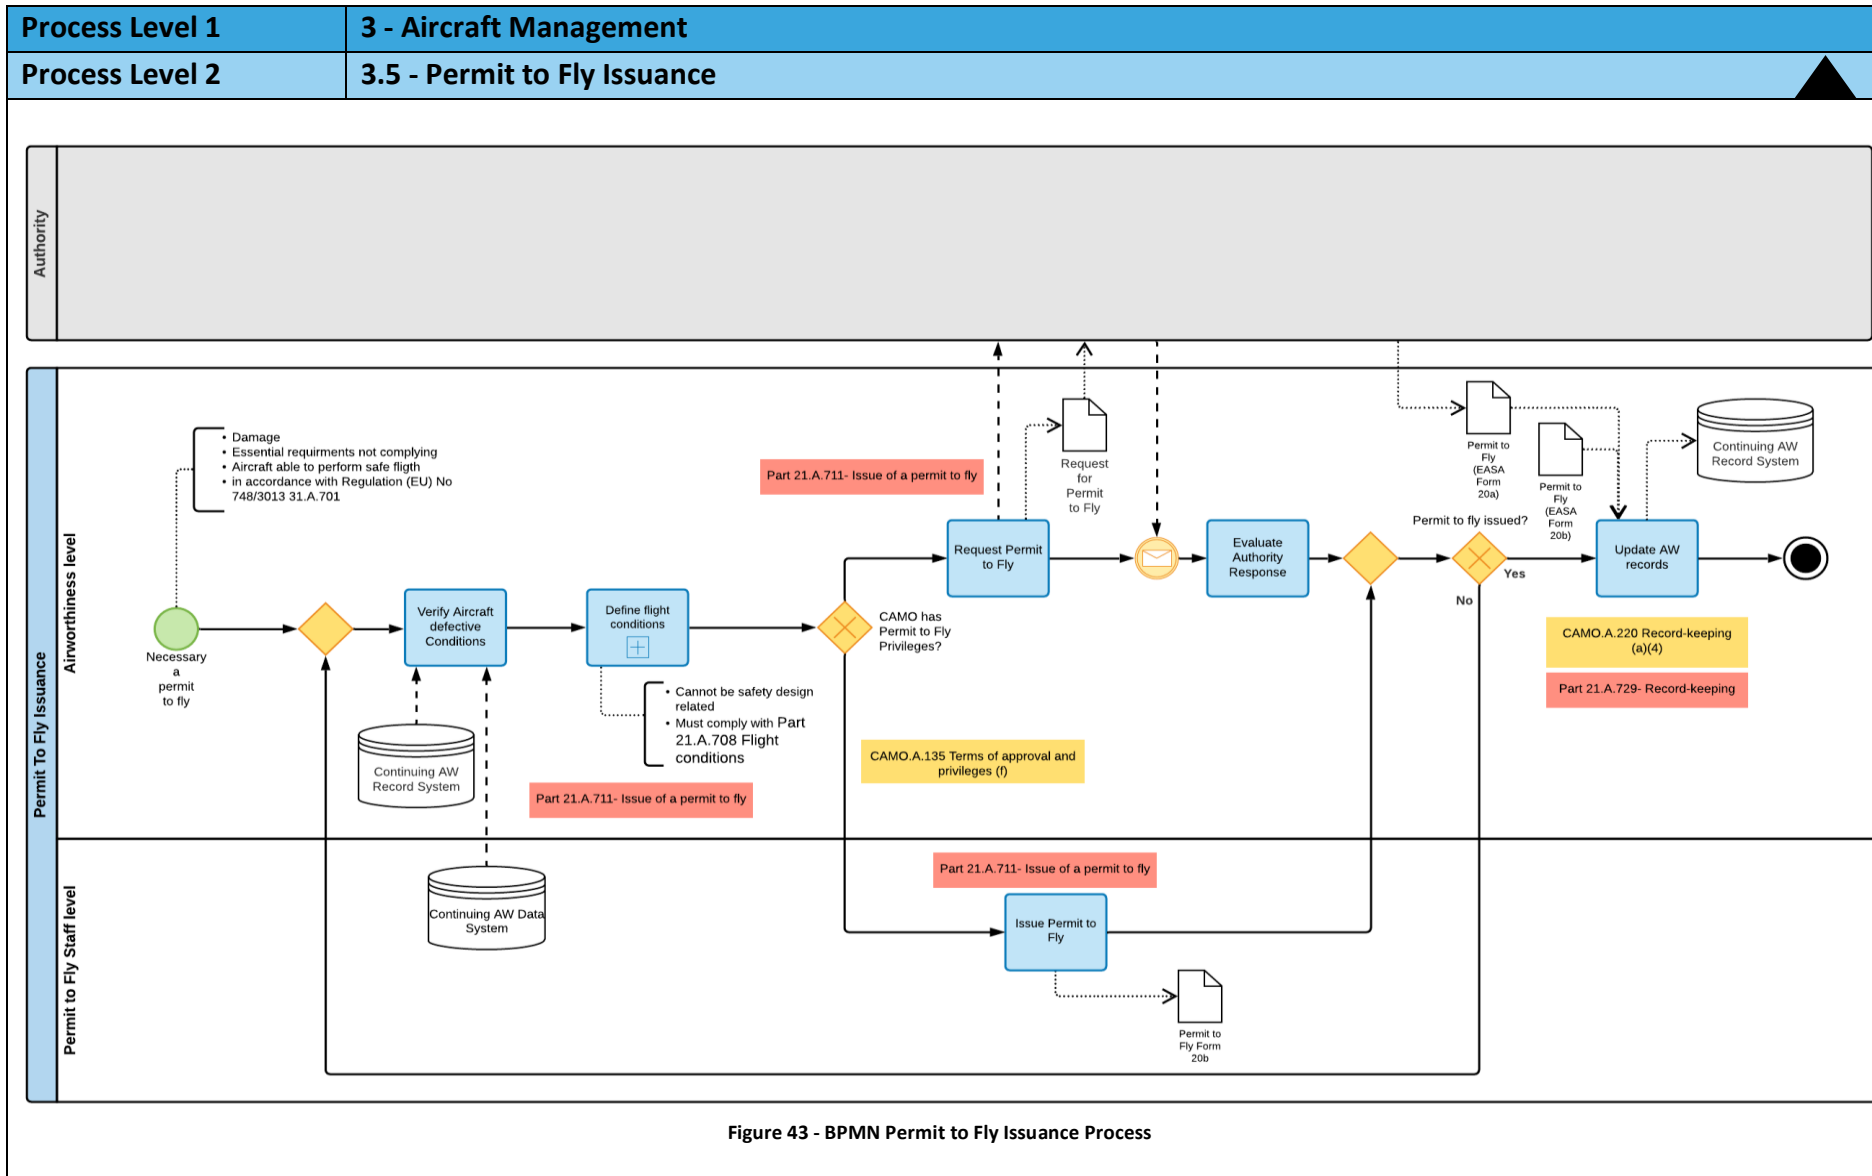 Process Level 1
3 - Aircraft Management
Process Level 2
3.5 - Permit to Fly Issuance
Authority
Permit To Fly Issuance
Airworthiness level
• Damage
• Essential requirments not complying
• Aircraft able to perform safe fligth
• in accordance with Regulation (EU) No
748/3013 31.A.701
Necessary
a
permit
to fly
Verify Aircraft
defective
Conditions
Continuing AW
Record System
Define flight
conditions
• Cannot be safety design
related
• Must comply with Part
21.A.708 Flight
conditions
Part 21.A.711- Issue of a permit to fly
CAMO has
Permit to Fly
Privileges?
CAMO.A.135 Terms of approval and
privileges (f)
Part 21.A.711- Issue of a permit to fly
Request Permit
to Fly
Request
for
Permit
to Fly
Evaluate
Authority
Response
Permit to fly issued?
Yes
No
Permit to
Fly
(EASA
Form
20a)
Permit to
Fly
(EASA
Form
20b)
Update AW
records
Continuing AW
Record System
CAMO.A.220 Record-keeping
(a)(4)
Part 21.A.729- Record-keeping
Permit to Fly Staff level
Continuing AW Data
System
Part 21.A.711- Issue of a permit to fly
Issue Permit to
Fly
Permit to
Fly Form
20b
Figure 43 - BPMN Permit to Fly Issuance Process